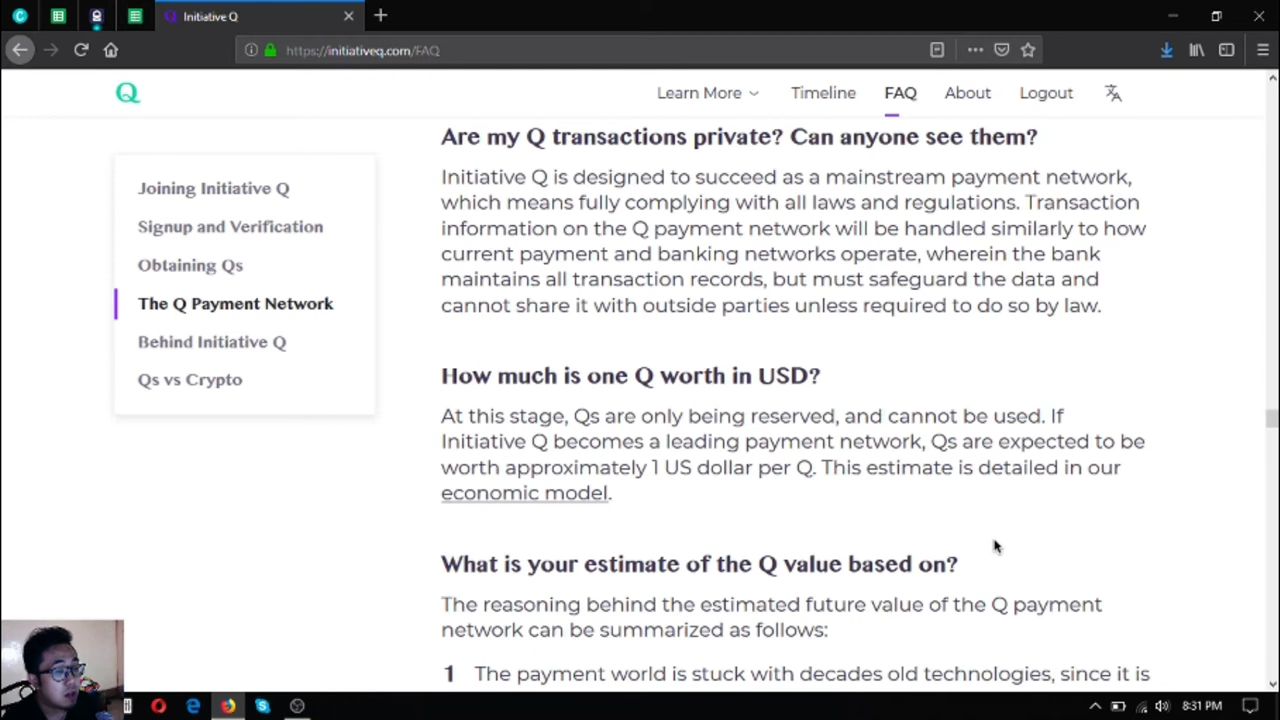 Initiative Q
https://initiativeq.com/FAQ
Q
Learn More
Timeline
FAQ
About
Logout
Joining Initiative Q
Signup and Verification
Obtaining Qs
The Q Payment Network
Behind Initiative Q
Qs vs Crypto
Are my Q transactions private? Can anyone see them?
Initiative Q is designed to succeed as a mainstream payment network,
which means fully complying with all laws and regulations. Transaction
information on the Q payment network will be handled similarly to how
current payment and banking networks operate, wherein the bank
maintains all transaction records, but must safeguard the data and
cannot share it with outside parties unless required to do so by law.
How much is one Q worth in USD?
At this stage, Qs are only being reserved, and cannot be used. If
Initiative Q becomes a leading payment network, Qs are expected to be
worth approximately 1 US dollar per Q. This estimate is detailed in our
economic model.
What is your estimate of the Q value based on?
The reasoning behind the estimated future value of the Q payment
network can be summarized as follows:
1 The payment world is stuck with decades old technologies, since it is
8:31 PM